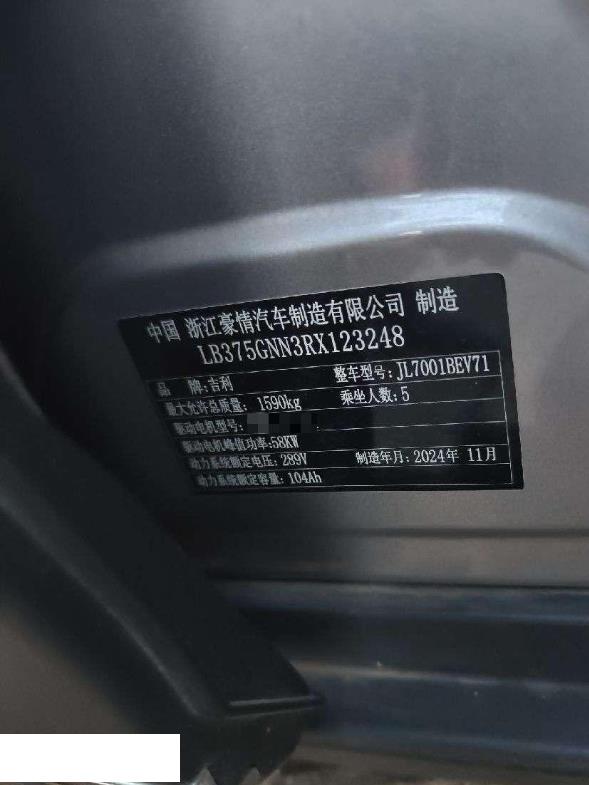 中国 浙江豪情汽车制造有限公司 制造
LB375GNN3RX123248
品 牌:吉利 整车型号:JL7001BEV71
最大允许总质量: 1590kg 乘坐人数:5
驱动电机型号:
驱动电机峰值功率:58KW
动力系统额定电压: 289V 制造年月:2024年 11月
动力系统额定容量: 104Ah